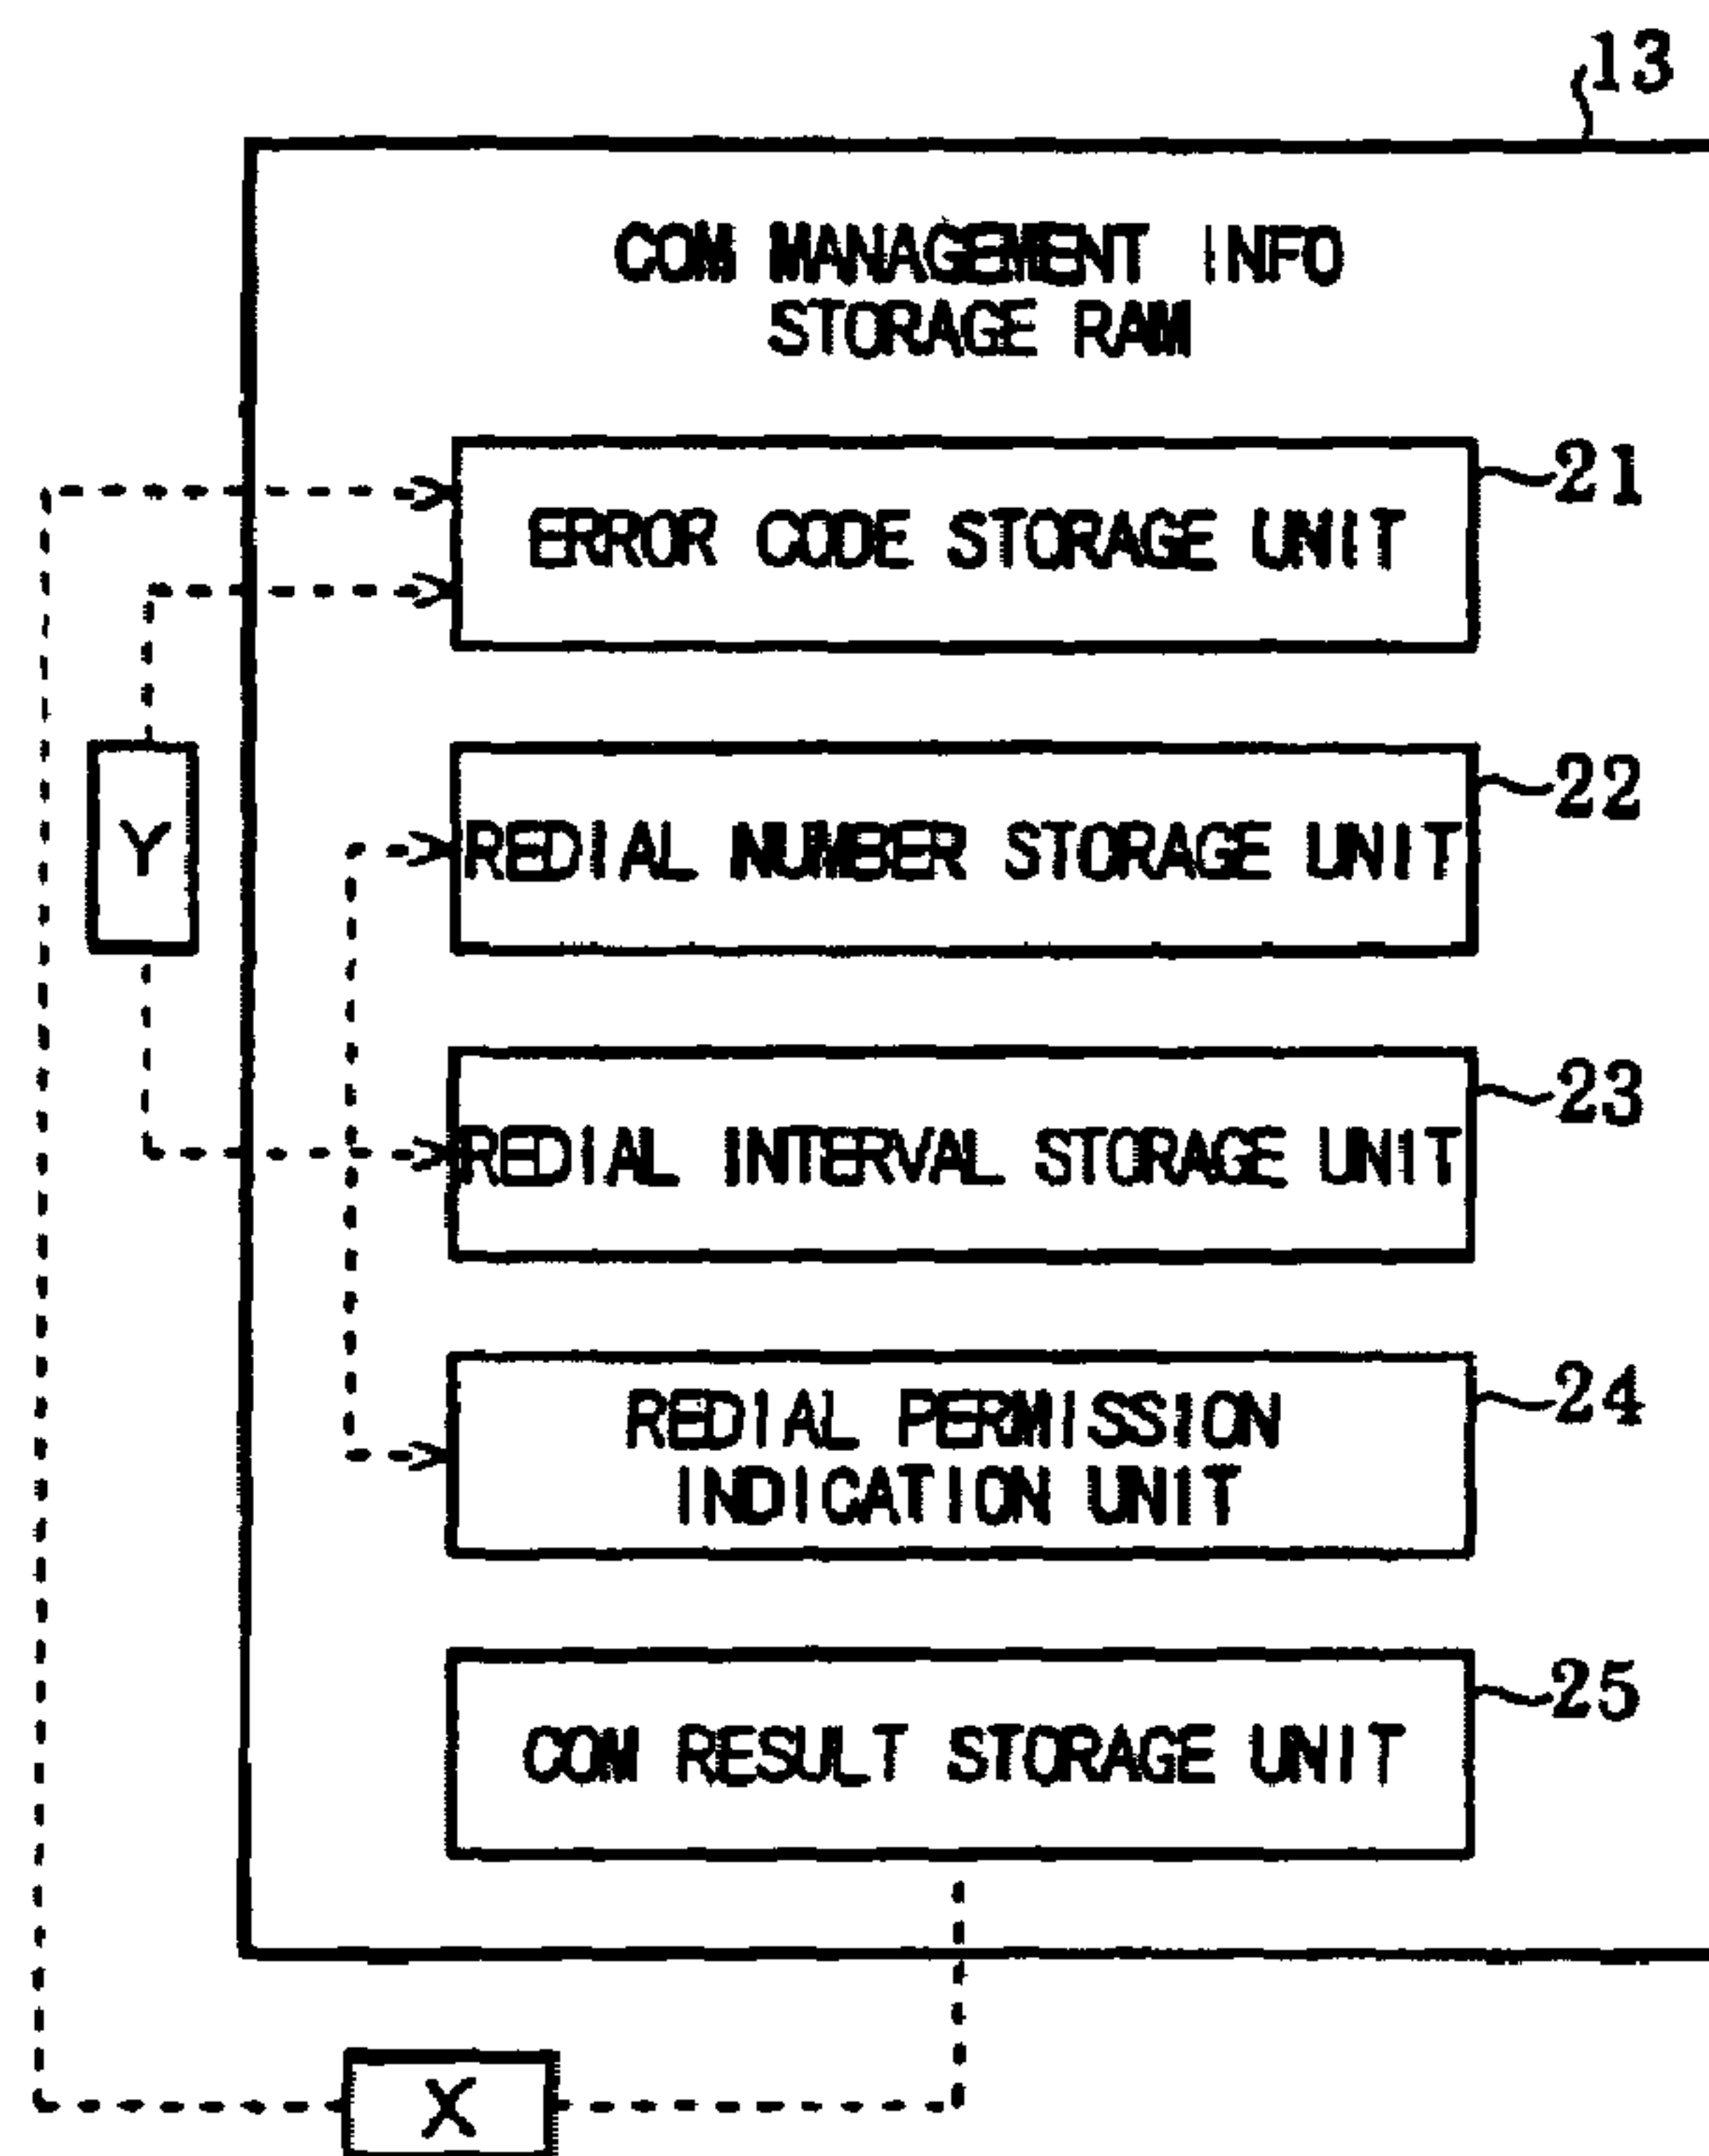 13
COM MANAGEMENT INFO
STORAGE RAM
ERROR CODE STORAGE UNIT
21
REDIAL NUMBER STORAGE UNIT
22
Y
REDIAL INTERVAL STORAGE UNIT
23
REDIAL PERMISSION
INDICATION UNIT
24
COM RESULT STORAGE UNIT
25
X